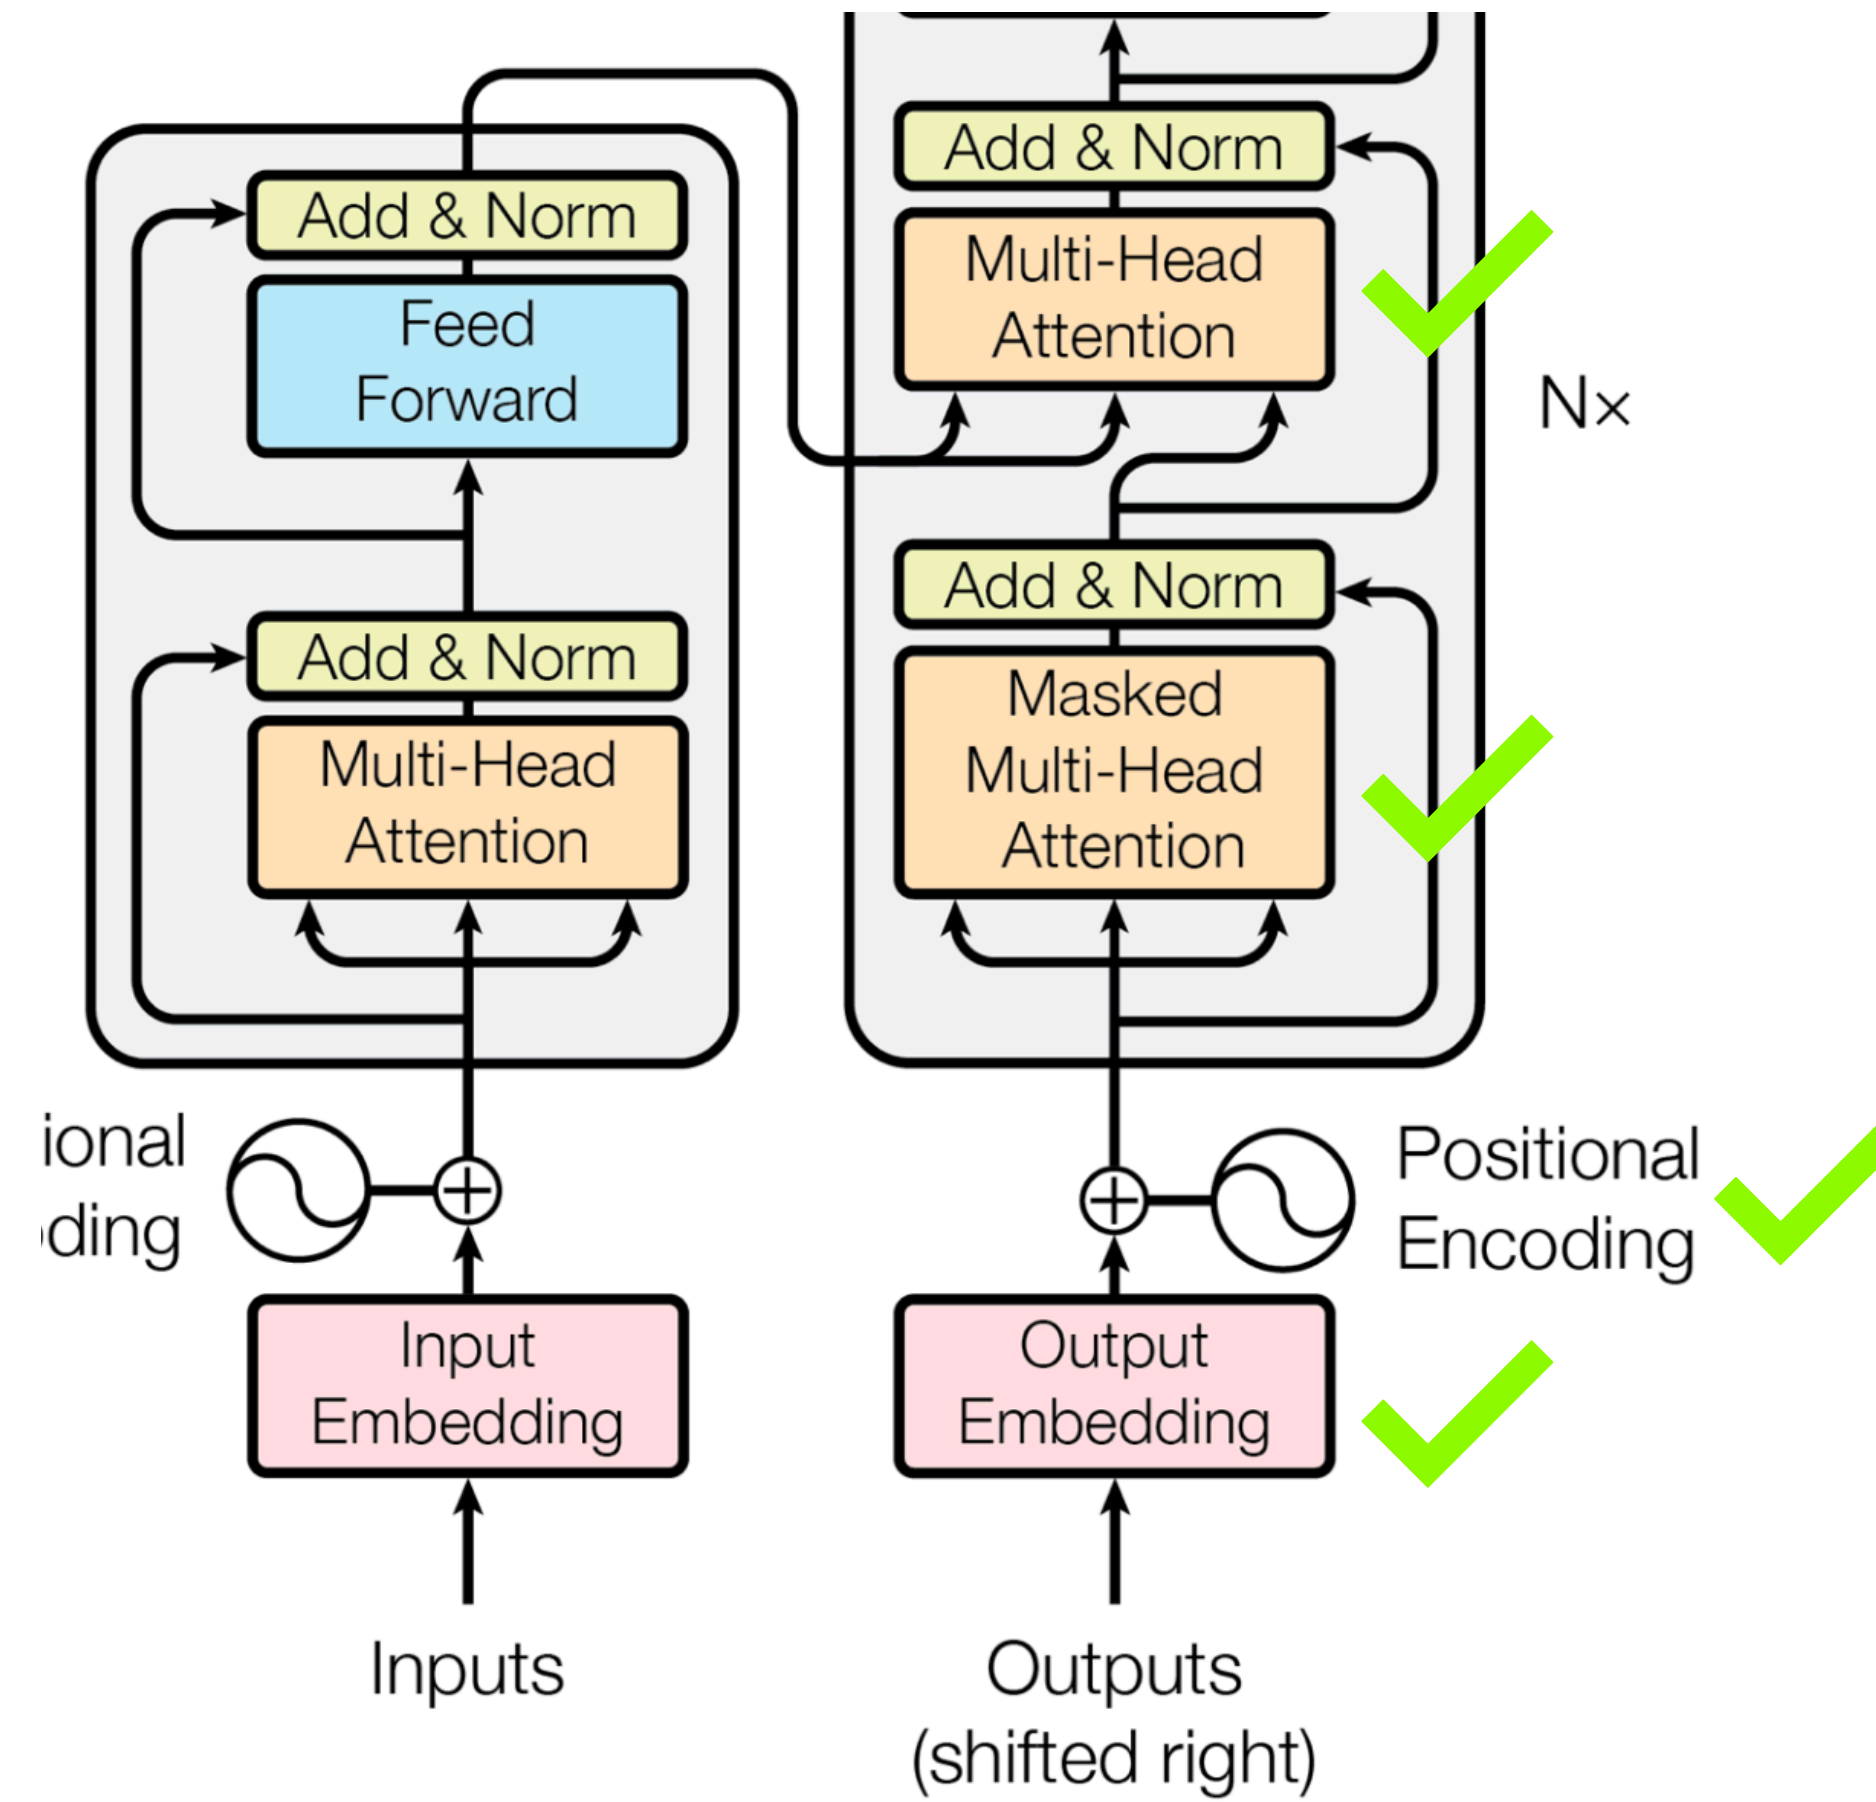 Add & Norm
Feed
Forward
Add & Norm
Multi-Head
Attention
ional
ding
Input
Embedding
Inputs
Add & Norm
Multi-Head
Attention
N×
Add & Norm
Masked
Multi-Head
Attention
Positional
Encoding
Output
Embedding
Outputs
(shifted right)